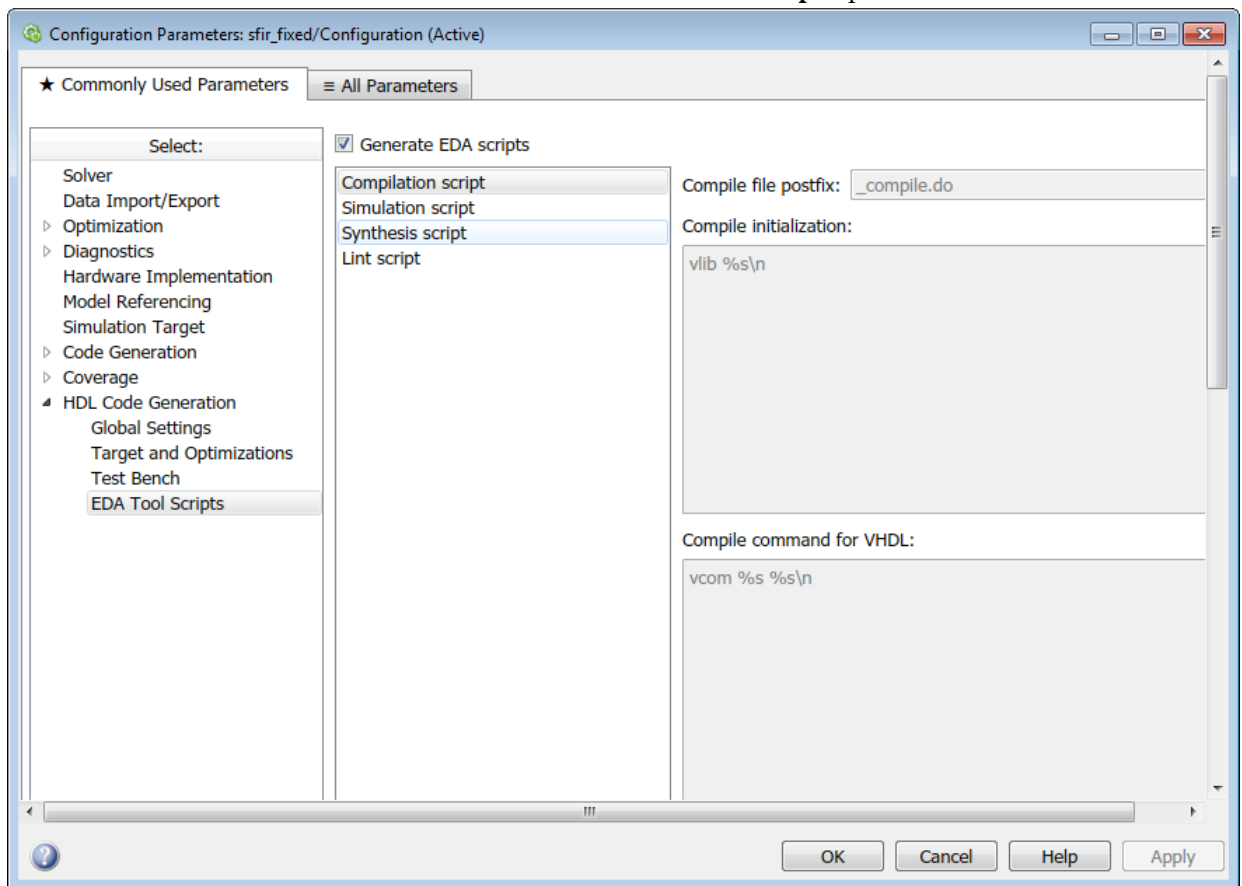 Configuration Parameters: sfir_fixed/Configuration (Active)
★ Commonly Used Parameters
≡ All Parameters
Select:
Solver
Data Import/Export
Optimization
Diagnostics
Hardware Implementation
Model Referencing
Simulation Target
Code Generation
Coverage
HDL Code Generation
Global Settings
Target and Optimizations
Test Bench
EDA Tool Scripts
Generate EDA scripts
Compilation script
Simulation script
Synthesis script
Lint script
Compile file postfix: _compile.do
Compile initialization:
vlib %s\n
Compile command for VHDL:
vcom %s %s\n
OK
Cancel
Help
Apply